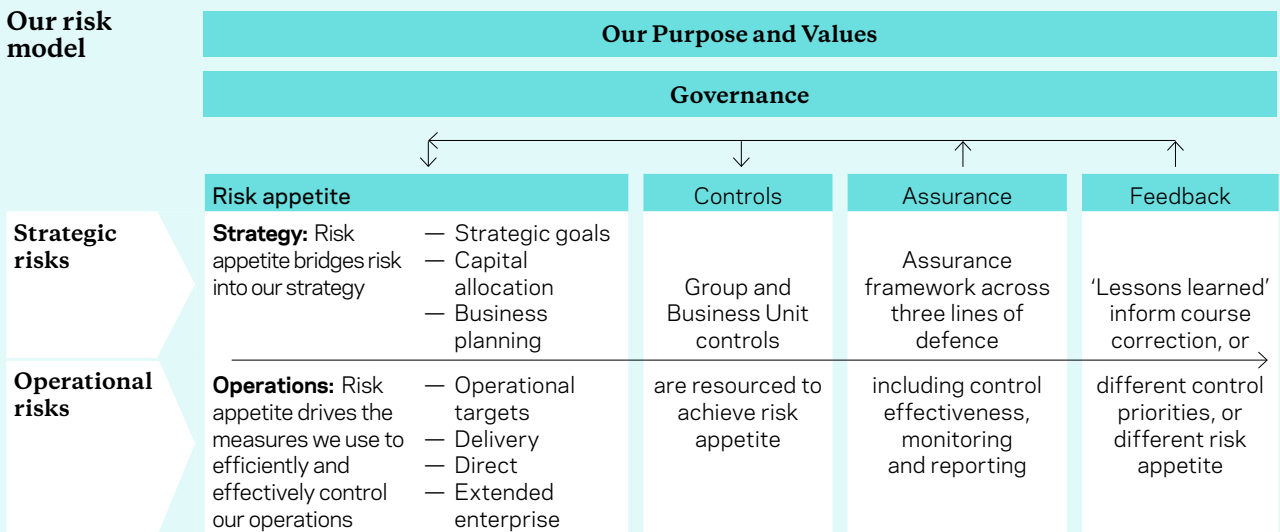 Our risk
model
Our Purpose and Values
Governance
Risk appetite
Controls
Assurance
Feedback
Strategic
risks
Strategy: Risk
appetite bridges risk
into our strategy
— Strategic goals
— Capital
allocation
— Business
planning
Group and
Business Unit
controls
Assurance
framework across
three lines of
defence
‘Lessons learned’
inform course
correction, or
Operational
risks
Operations: Risk
appetite drives the
measures we use to
efficiently and
effectively control
our operations
— Operational
targets
— Delivery
— Direct
— Extended
enterprise
are resourced to
achieve risk
appetite
including control
effectiveness,
monitoring
and reporting
different control
priorities, or
different risk
appetite